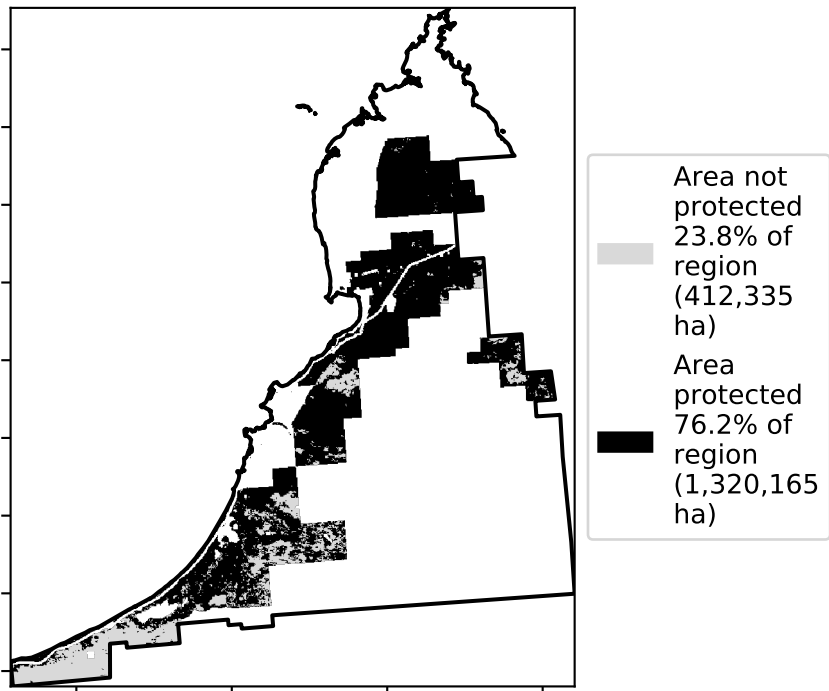 Area not
protected
23.8% of
region
(412,335
ha)
Area
protected
76.2% of
region
(1,320,165
ha)